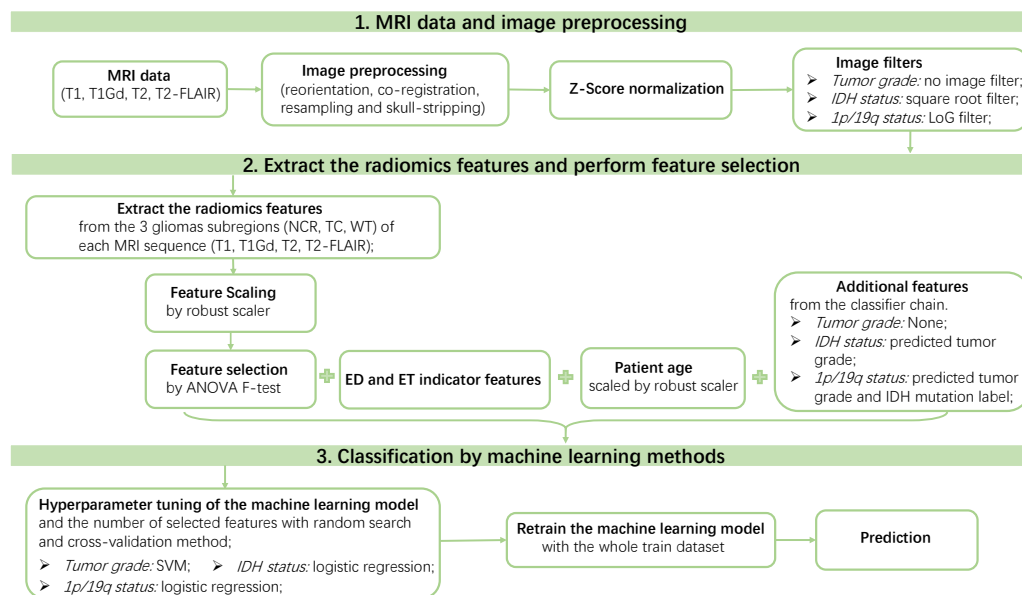 1. MRI data and image preprocessing
MRI data
(T1, T1Gd, T2, T2-FLAIR)
Image preprocessing
(reorientation, co-registration,
resampling and skull-stripping)
Z-Score normalization
Image filters
➢ Tumor grade: no image filter;
➢ IDH status: square root filter;
➢ 1p/19q status: LoG filter;
2. Extract the radiomics features and perform feature selection
Extract the radiomics features
from the 3 gliomas subregions (NCR, TC, WT) of
each MRI sequence (T1, T1Gd, T2, T2-FLAIR);
Feature Scaling
by robust scaler
Feature selection
by ANOVA F-test
ED and ET indicator features
Patient age
scaled by robust scaler
Additional features
from the classifier chain.
➢ Tumor grade: None;
➢ IDH status: predicted tumor
grade;
➢ 1p/19q status: predicted tumor
grade and IDH mutation label;
3. Classification by machine learning methods
Hyperparameter tuning of the machine learning model
and the number of selected features with random search
and cross-validation method;
➢ Tumor grade: SVM; ➢ IDH status: logistic regression;
➢ 1p/19q status: logistic regression;
Retrain the machine learning model
with the whole train dataset
Prediction